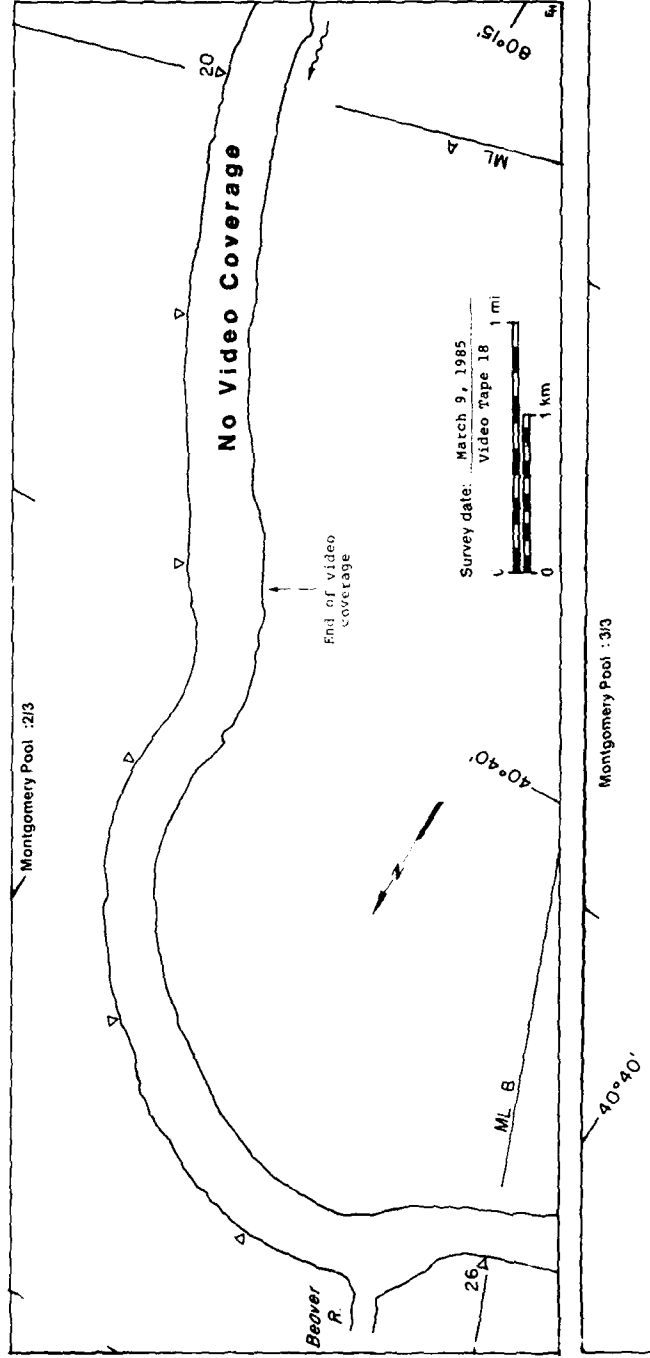 Montgomery Pool :2/3
20
No Video Coverage
End of video
coverage
Survey date: March 9, 1985
Video Tape 18
1 mi
0
1 km
ML A
80°15'
40°40'
N
ML B
Beaver
R.
26
Montgomery Pool :3/3
40°40'